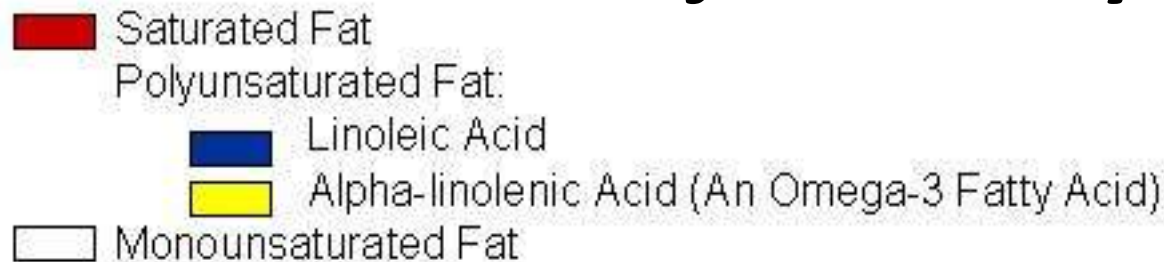 Saturated Fat
Polyunsaturated Fat:
Linoleic Acid
Alpha-linolenic Acid (An Omega-3 Fatty Acid)
Monounsaturated Fat